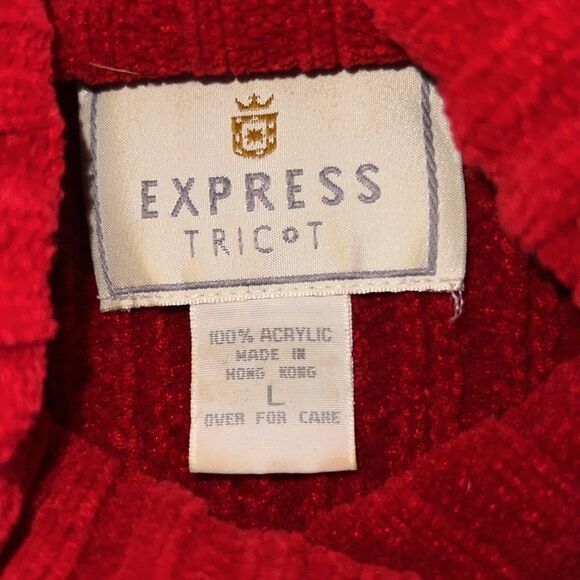 EXPRESS
TRICOT
100% ACRYLIC
MADE IN
HONG KONG
L
OVER FOR CARE